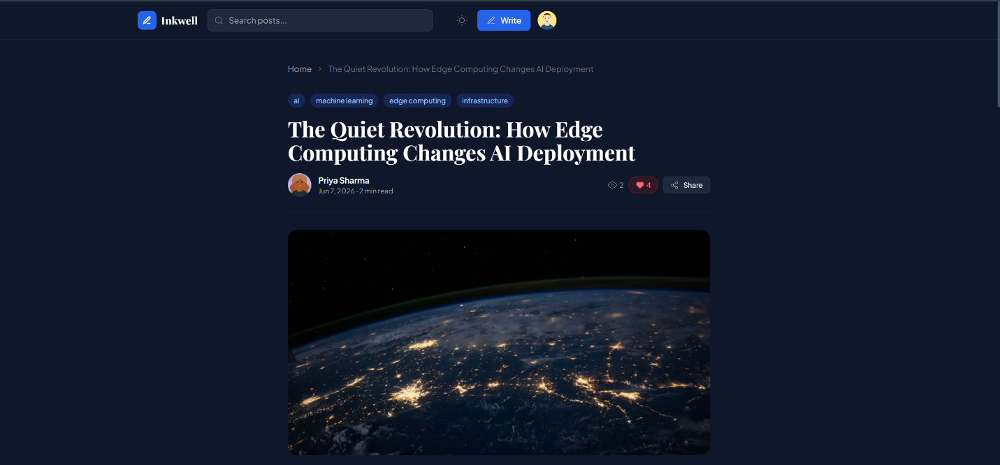 Inkwell
Search posts...
Write
Home > The Quiet Revolution: How Edge Computing Changes AI Deployment
ai
machine learning
edge computing
infrastructure
The Quiet Revolution: How Edge
Computing Changes AI Deployment
Priya Sharma
Jun 7, 2026 · 2 min read
2
4
Share